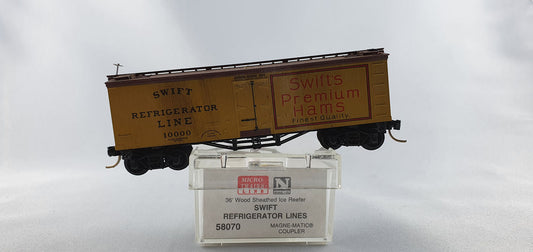 SWIFT
REFRIGERATOR
LINE
10000
Swift's
Premium
Hams
Finest Quality.
MICRO-
TRAINS
LINE
N
36' Wood Sheathed Ice Reefer
SWIFT
REFRIGERATOR LINES
58070
MAGNE-MATIC®
COUPLER